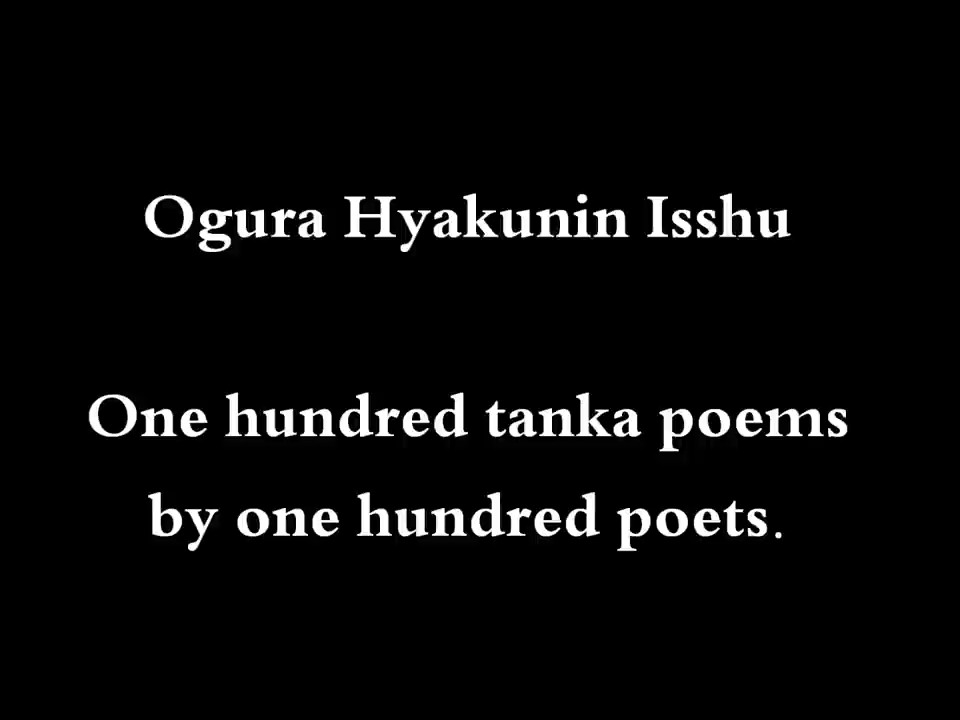 Ogura Hyakunin Isshu
One hundred tanka poems
by one hundred poets.